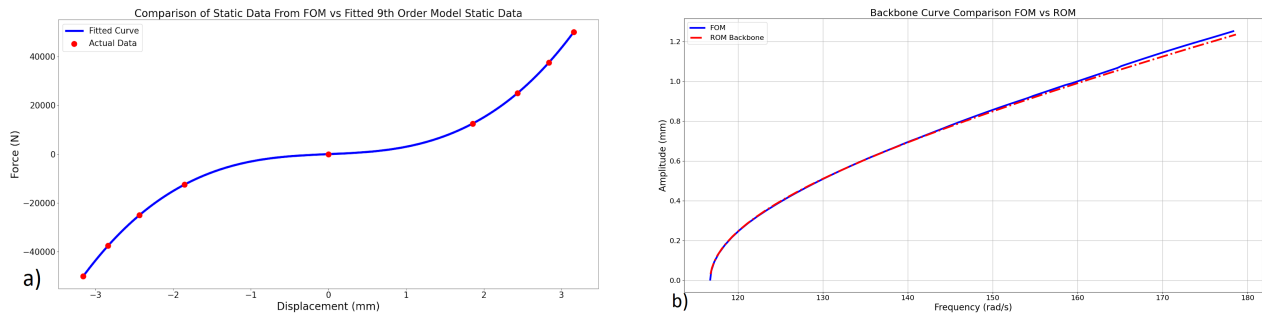 Comparison of Static Data From FOM vs Fitted 9th Order Model Static Data
Fitted Curve
Actual Data
40000
20000
0
−20000
−40000
Force (N)
−3
−2
−1
0
1
2
3
Displacement (mm)
a)
Backbone Curve Comparison FOM vs ROM
FOM
ROM Backbone
1.2
1.0
0.8
0.6
0.4
0.2
0.0
Amplitude (mm)
120
130
140
150
160
170
180
Frequency (rad/s)
b)